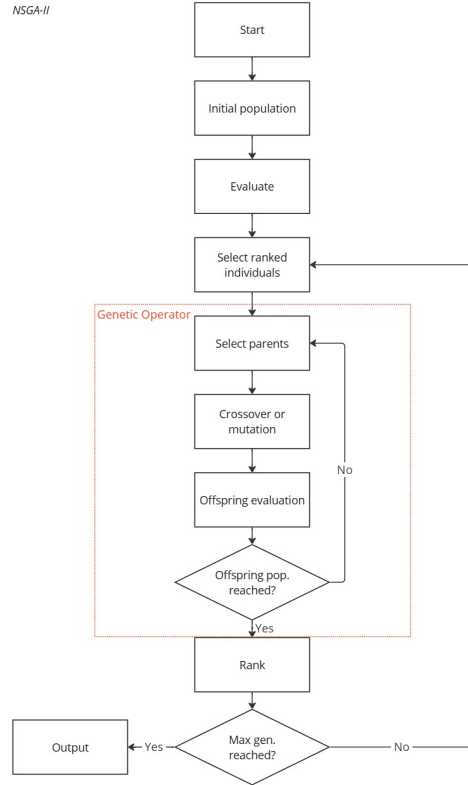 NSGA-II
Start
Initial population
Evaluate
Select ranked
individuals
Genetic Operator
Select parents
Crossover or
mutation
No
Offspring evaluation
Offspring pop.
reached?
Yes
Rank
Output
Yes
Max gen.
reached?
No